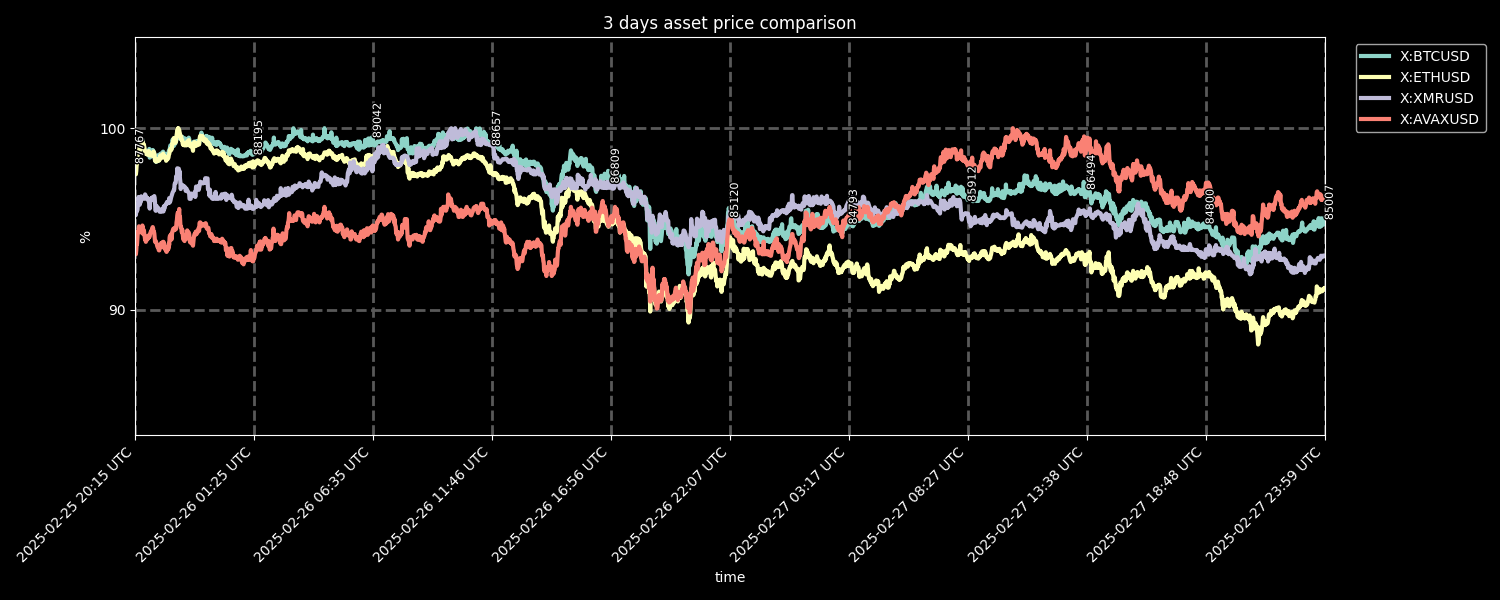 3 days asset price comparison
X:BTCUSD
X:ETHUSD
X:XMRUSD
X:AVAXUSD
100
90
%
87767
88195
89042
88657
86809
85120
84793
85912
86494
84800
85007
2025-02-25 20:15 UTC
2025-02-26 01:25 UTC
2025-02-26 06:35 UTC
2025-02-26 11:46 UTC
2025-02-26 16:56 UTC
2025-02-26 22:07 UTC
2025-02-27 03:17 UTC
2025-02-27 08:27 UTC
2025-02-27 13:38 UTC
2025-02-27 18:48 UTC
2025-02-27 23:59 UTC
time